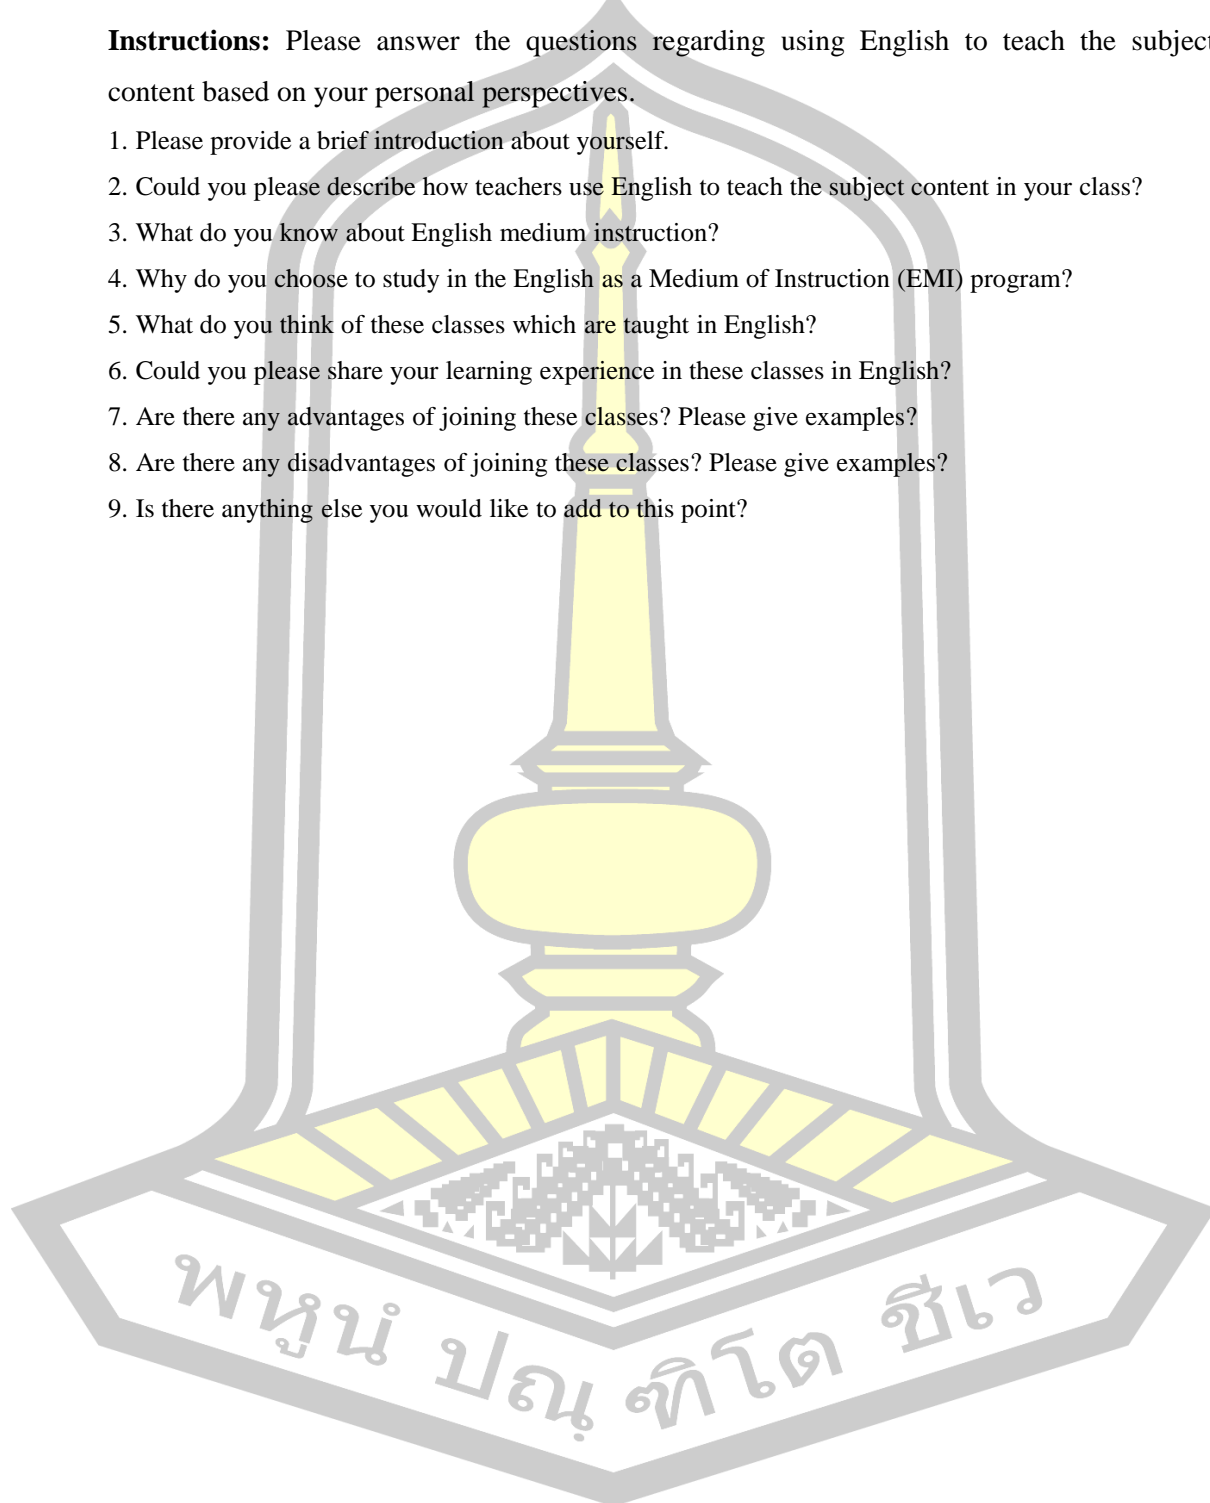 Instructions: Please answer the questions regarding using English to teach the subject
content based on your personal perspectives.
1. Please provide a brief introduction about yourself.
2. Could you please describe how teachers use English to teach the subject content in your class?
3. What do you know about English medium instruction?
4. Why do you choose to study in the English as a Medium of Instruction (EMI) program?
5. What do you think of these classes which are taught in English?
6. Could you please share your learning experience in these classes in English?
7. Are there any advantages of joining these classes? Please give examples?
8. Are there any disadvantages of joining these classes? Please give examples?
9. Is there anything else you would like to add to this point?
พหูนํ ปณฺฑิโต ชีเว